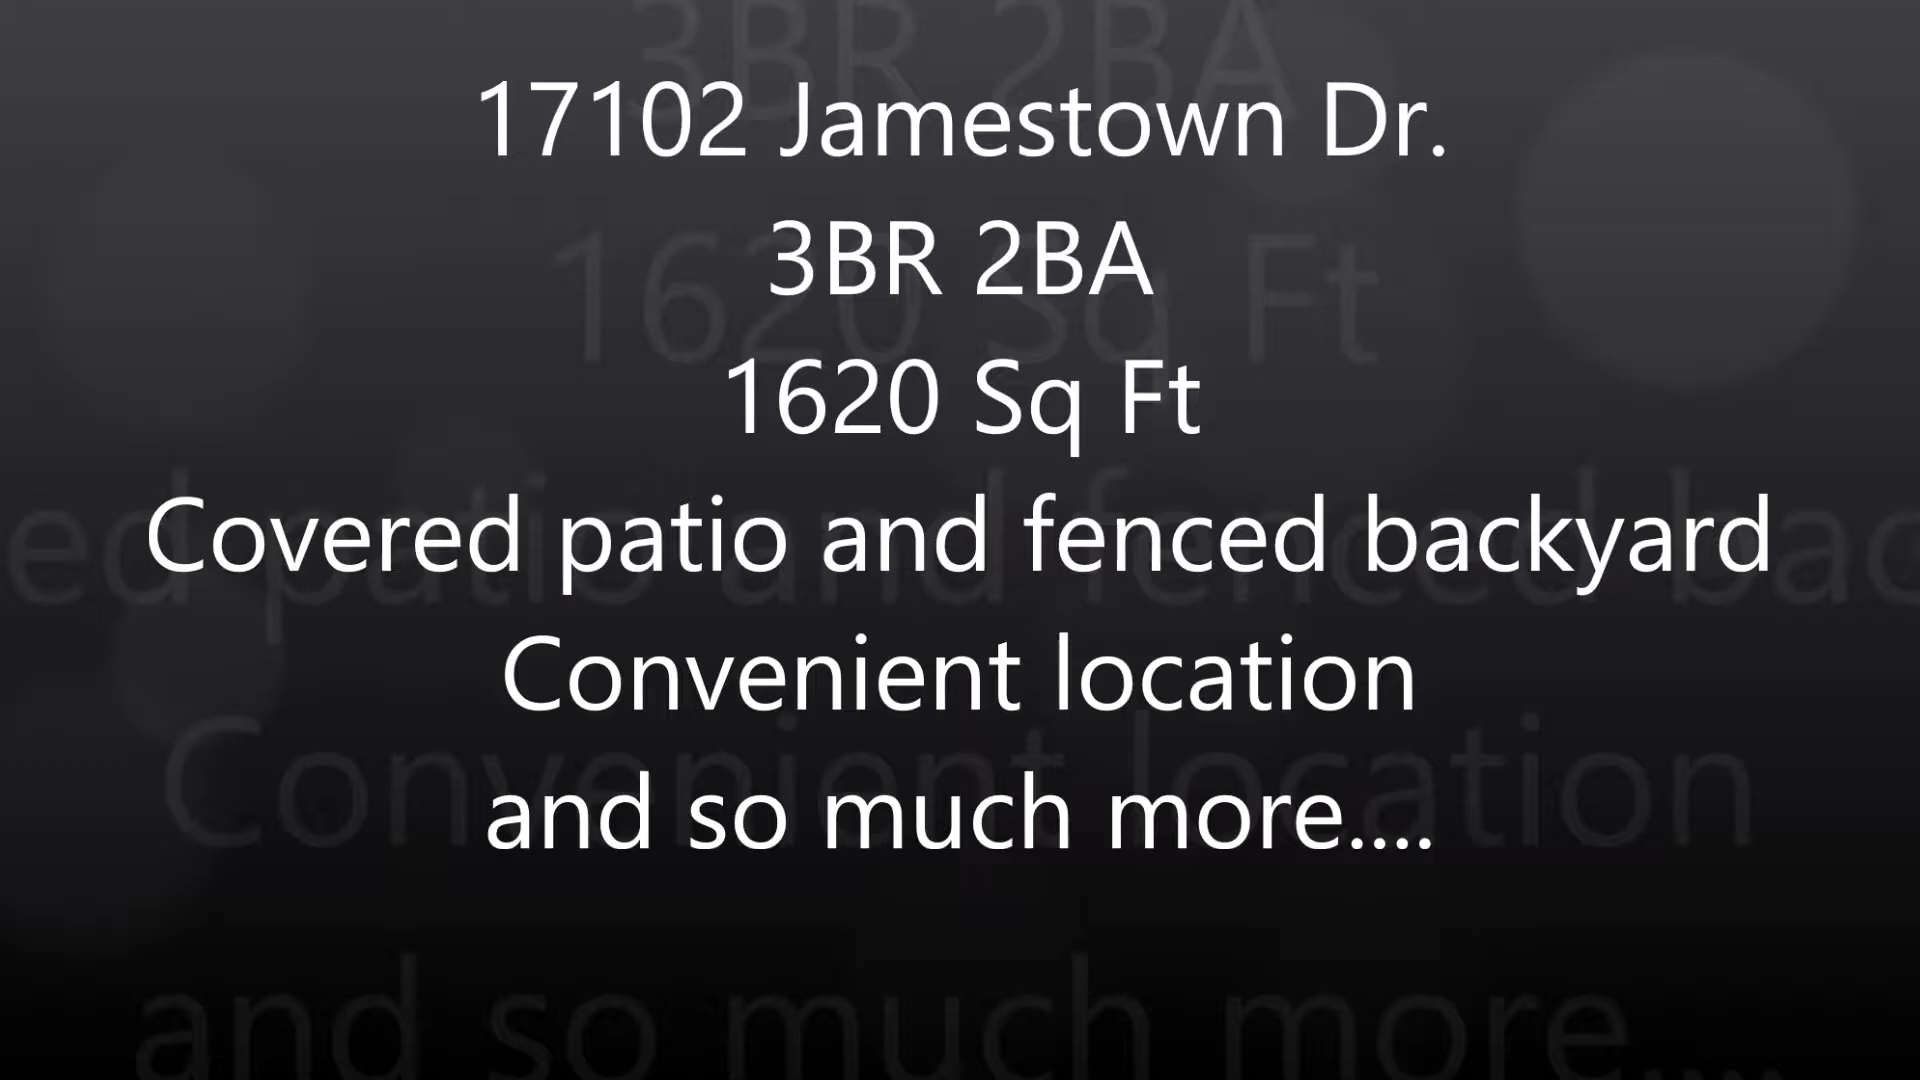 17102 Jamestown Dr.
3BR 2BA
1620 Sq Ft
Covered patio and fenced backyard
Convenient location
and so much more....